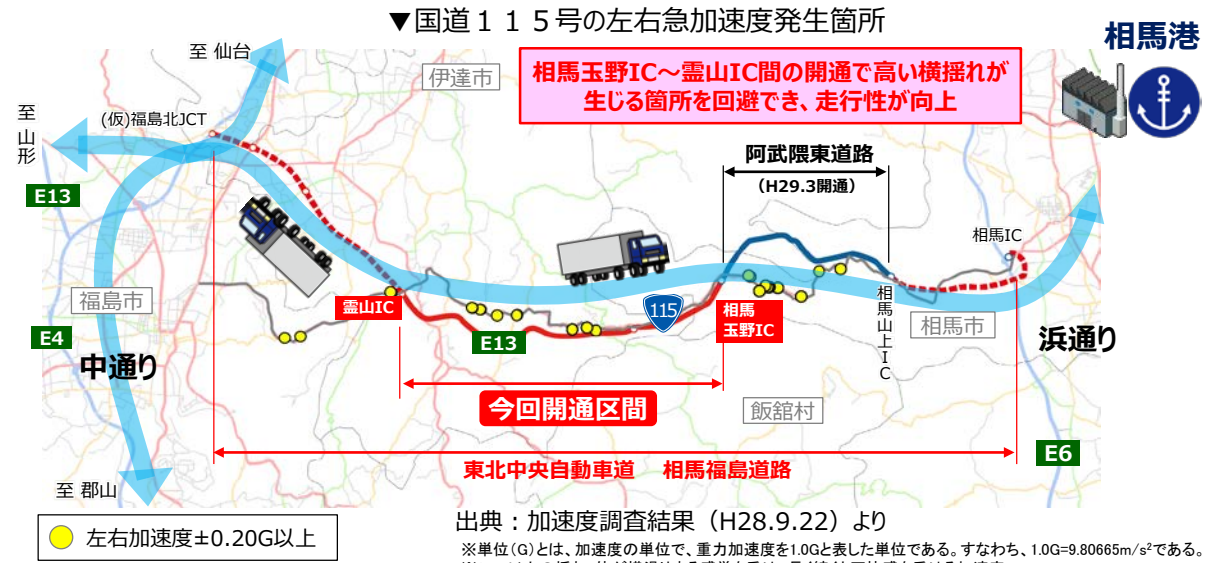 ▼国道１１５号の左右急加速度発生箇所
相馬港
至 仙台
伊達市
相馬玉野IC～霊山IC間の開通で高い横揺れが
生じる箇所を回避でき、走行性が向上
至山形
(仮)福島北JCT
阿武隈東道路
(H29.3開通)
E13
相馬IC
福島市
霊山IC
115
相馬
玉野IC
相馬山上IC
相馬市
E4
E13
中通り
浜通り
今回開通区間
飯舘村
E6
東北中央自動車道 相馬福島道路
至 郡山
左右加速度±0.20G以上
出典：加速度調査結果（H28.9.22）より
※単位(G)とは、加速度の単位で、重力加速度を1.0Gと表した単位である。すなわち、1.0G=9.80665m/s²である。